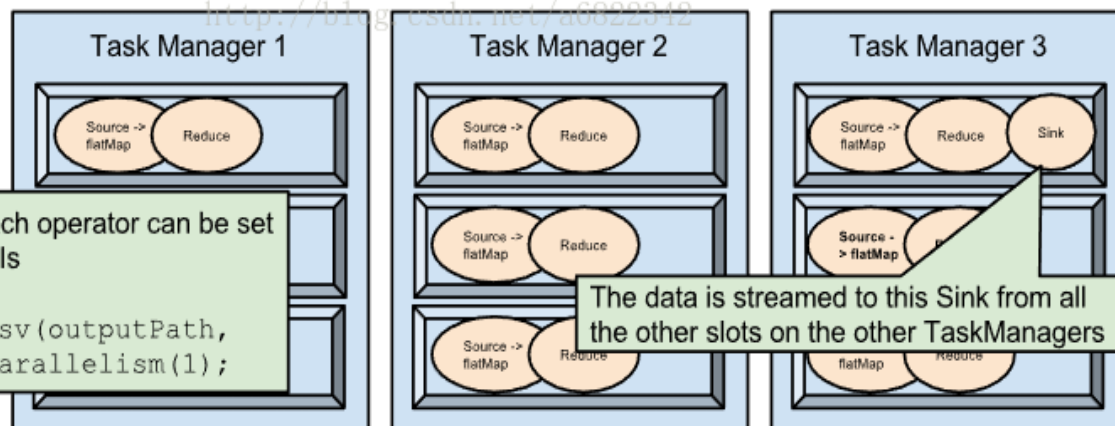 http://blog.csdn.net/a6822342
Task Manager 1
Task Manager 2
Task Manager 3
Source ->
flatMap
Reduce
Source ->
flatMap
Reduce
Source ->
flatMap
Reduce
Sink
ch operator can be set
ls
sv(outputPath,
arallelism(1);
Source ->
flatMap
Reduce
Source -
> flatMap
The data is streamed to this Sink from all
the other slots on the other TaskManagers
Source ->
flatMap
Reduce
flatMap
Reduce